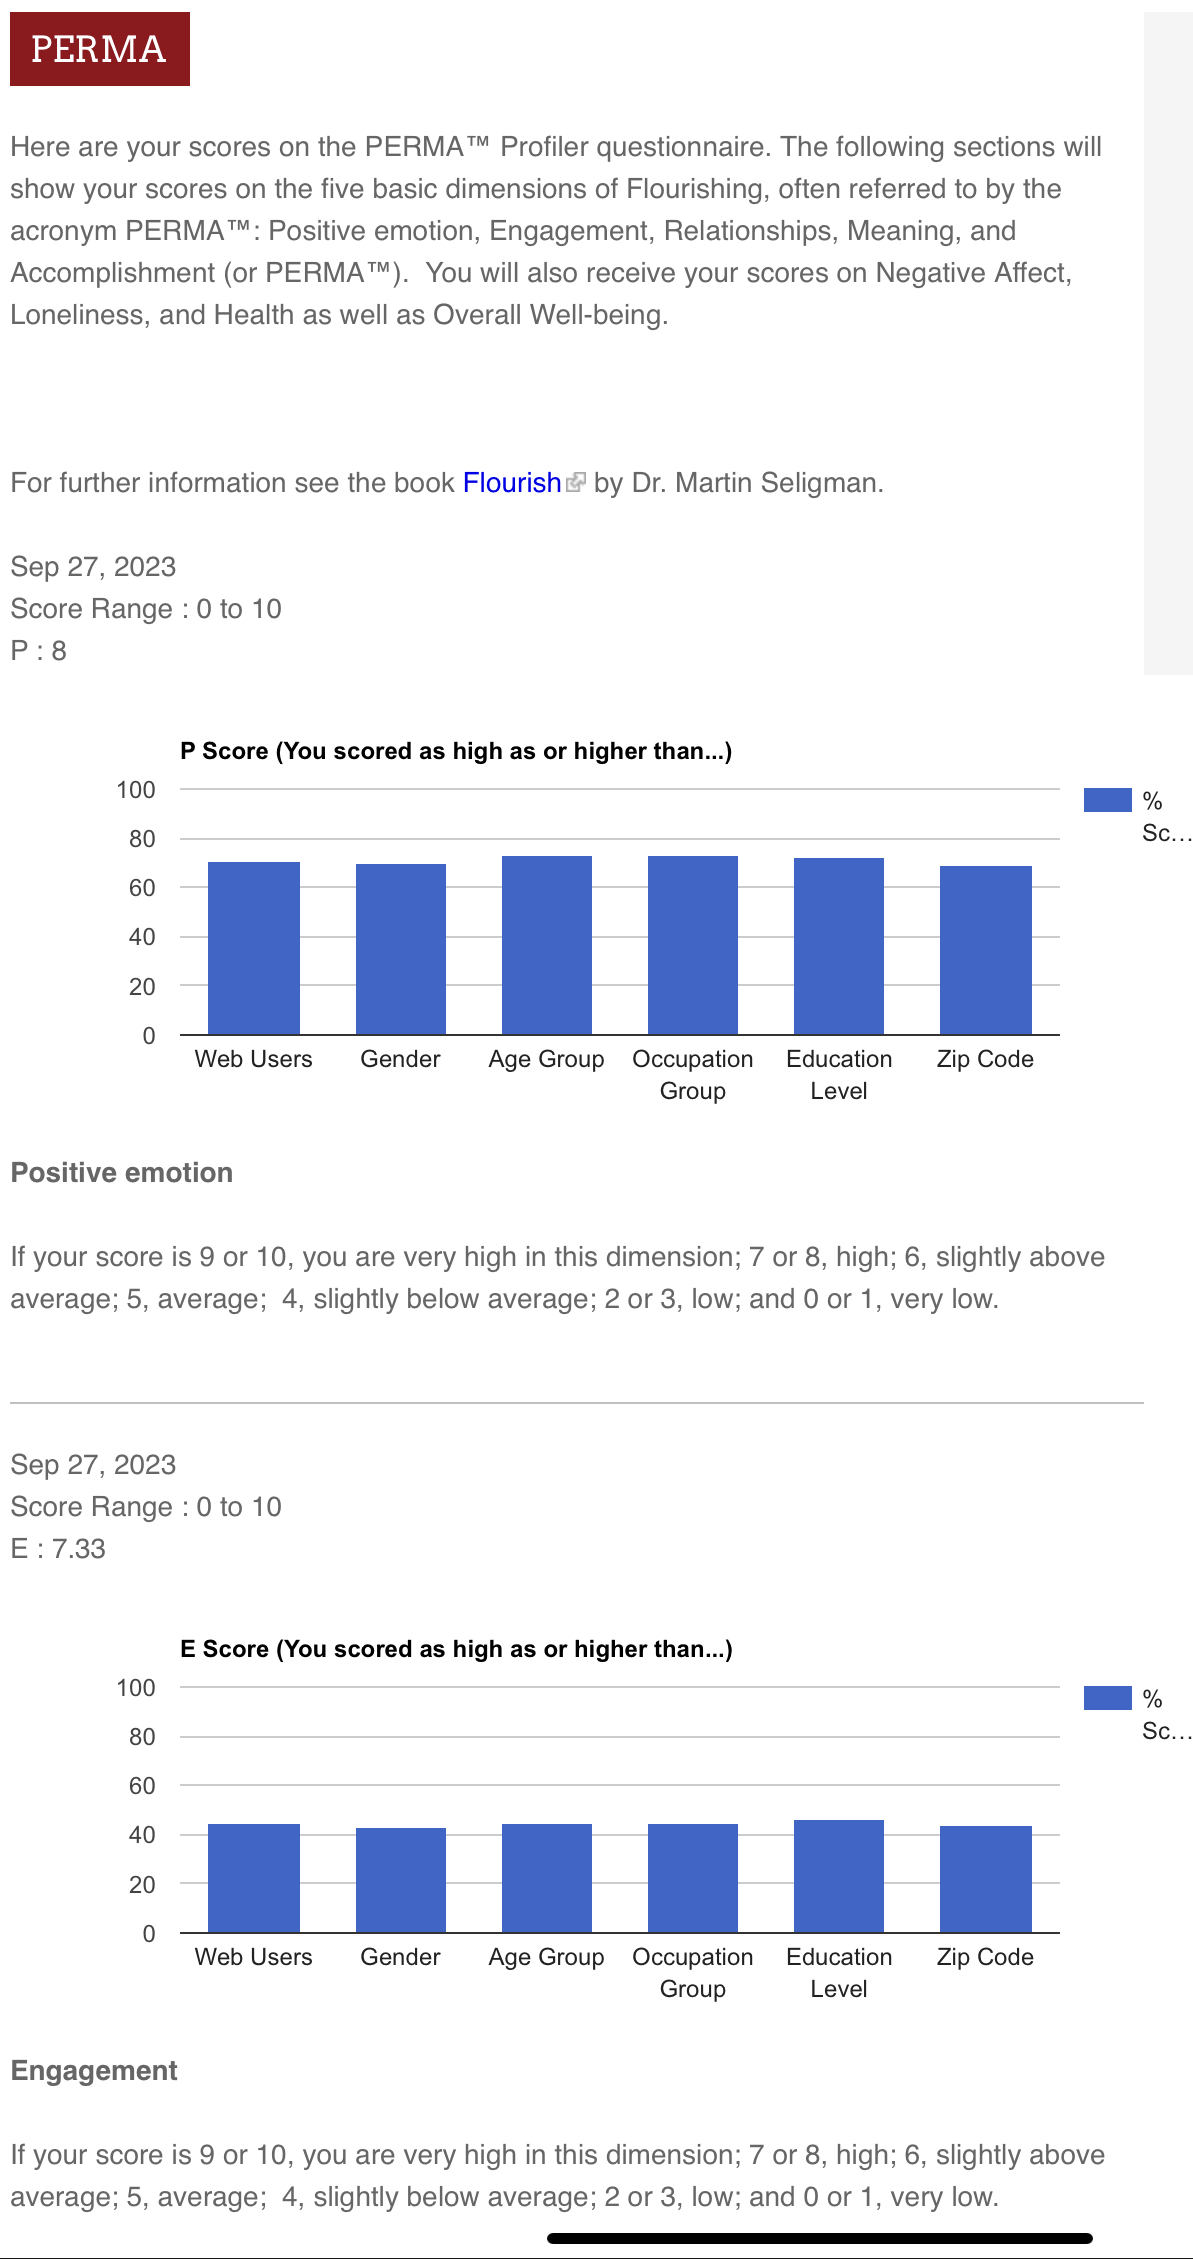 PERMA
Here are your scores on the PERMA™ Profiler questionnaire. The following sections will
show your scores on the five basic dimensions of Flourishing, often referred to by the
acronym PERMA™: Positive emotion, Engagement, Relationships, Meaning, and
Accomplishment (or PERMA™).  You will also receive your scores on Negative Affect,
Loneliness, and Health as well as Overall Well-being.
For further information see the book Flourish by Dr. Martin Seligman.
Sep 27, 2023
Score Range : 0 to 10
P : 8
P Score (You scored as high as or higher than...)
100
80
60
40
20
0
%
Sc...
Web Users
Gender
Age Group
Occupation
Group
Education
Level
Zip Code
Positive emotion
If your score is 9 or 10, you are very high in this dimension; 7 or 8, high; 6, slightly above
average; 5, average;  4, slightly below average; 2 or 3, low; and 0 or 1, very low.
Sep 27, 2023
Score Range : 0 to 10
E : 7.33
E Score (You scored as high as or higher than...)
100
80
60
40
20
0
%
Sc...
Web Users
Gender
Age Group
Occupation
Group
Education
Level
Zip Code
Engagement
If your score is 9 or 10, you are very high in this dimension; 7 or 8, high; 6, slightly above
average; 5, average;  4, slightly below average; 2 or 3, low; and 0 or 1, very low.